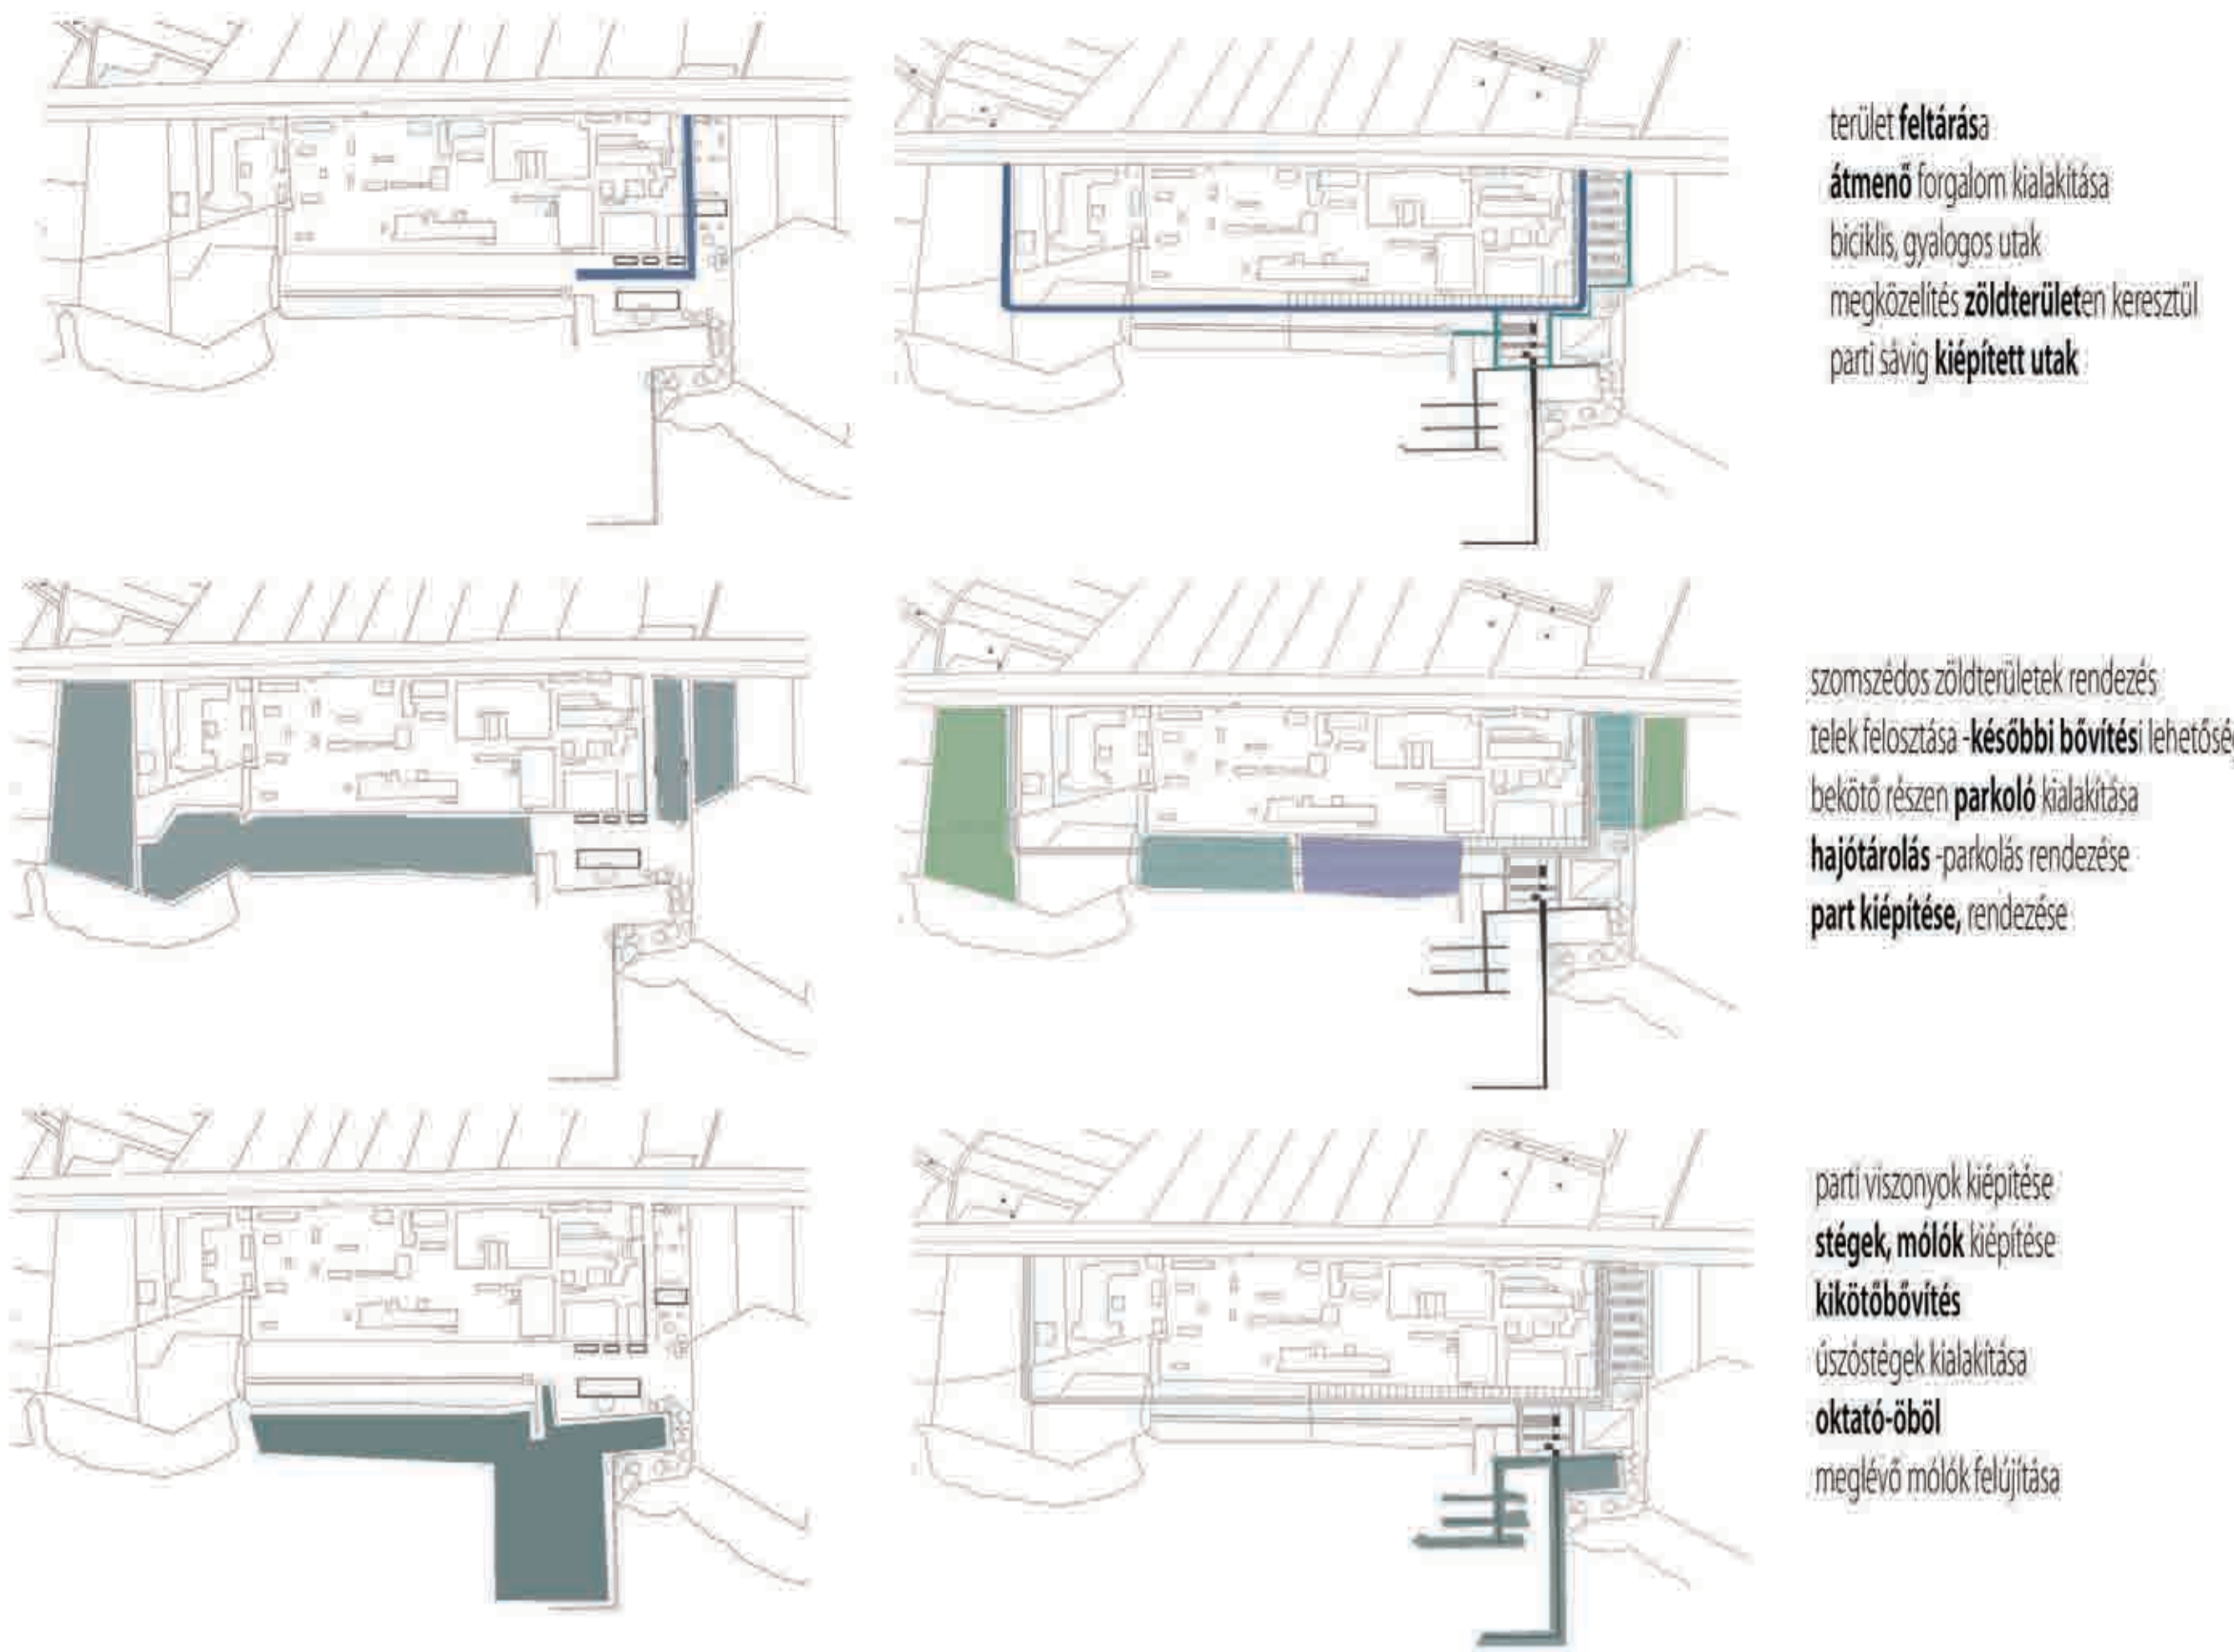 terület feltárása
átmenő forgalom kialakítása
biciklis, gyalogos utak
megközelítés zöldterületen keresztül
parti sávig kiépített utak
szomszédos zöldterületek rendezés
telek felosztása -későbbi bővítési lehetőség
bekötő részen parkoló kialakítása
hajótárolás -parkolás rendezése
part kiépítése, rendezése
parti viszonyok kiépítése
stégek, mólók kiépítése
kikötőbővítés
úszóstégek kialakítása
oktató-öböl
meglévő mólók felújítása